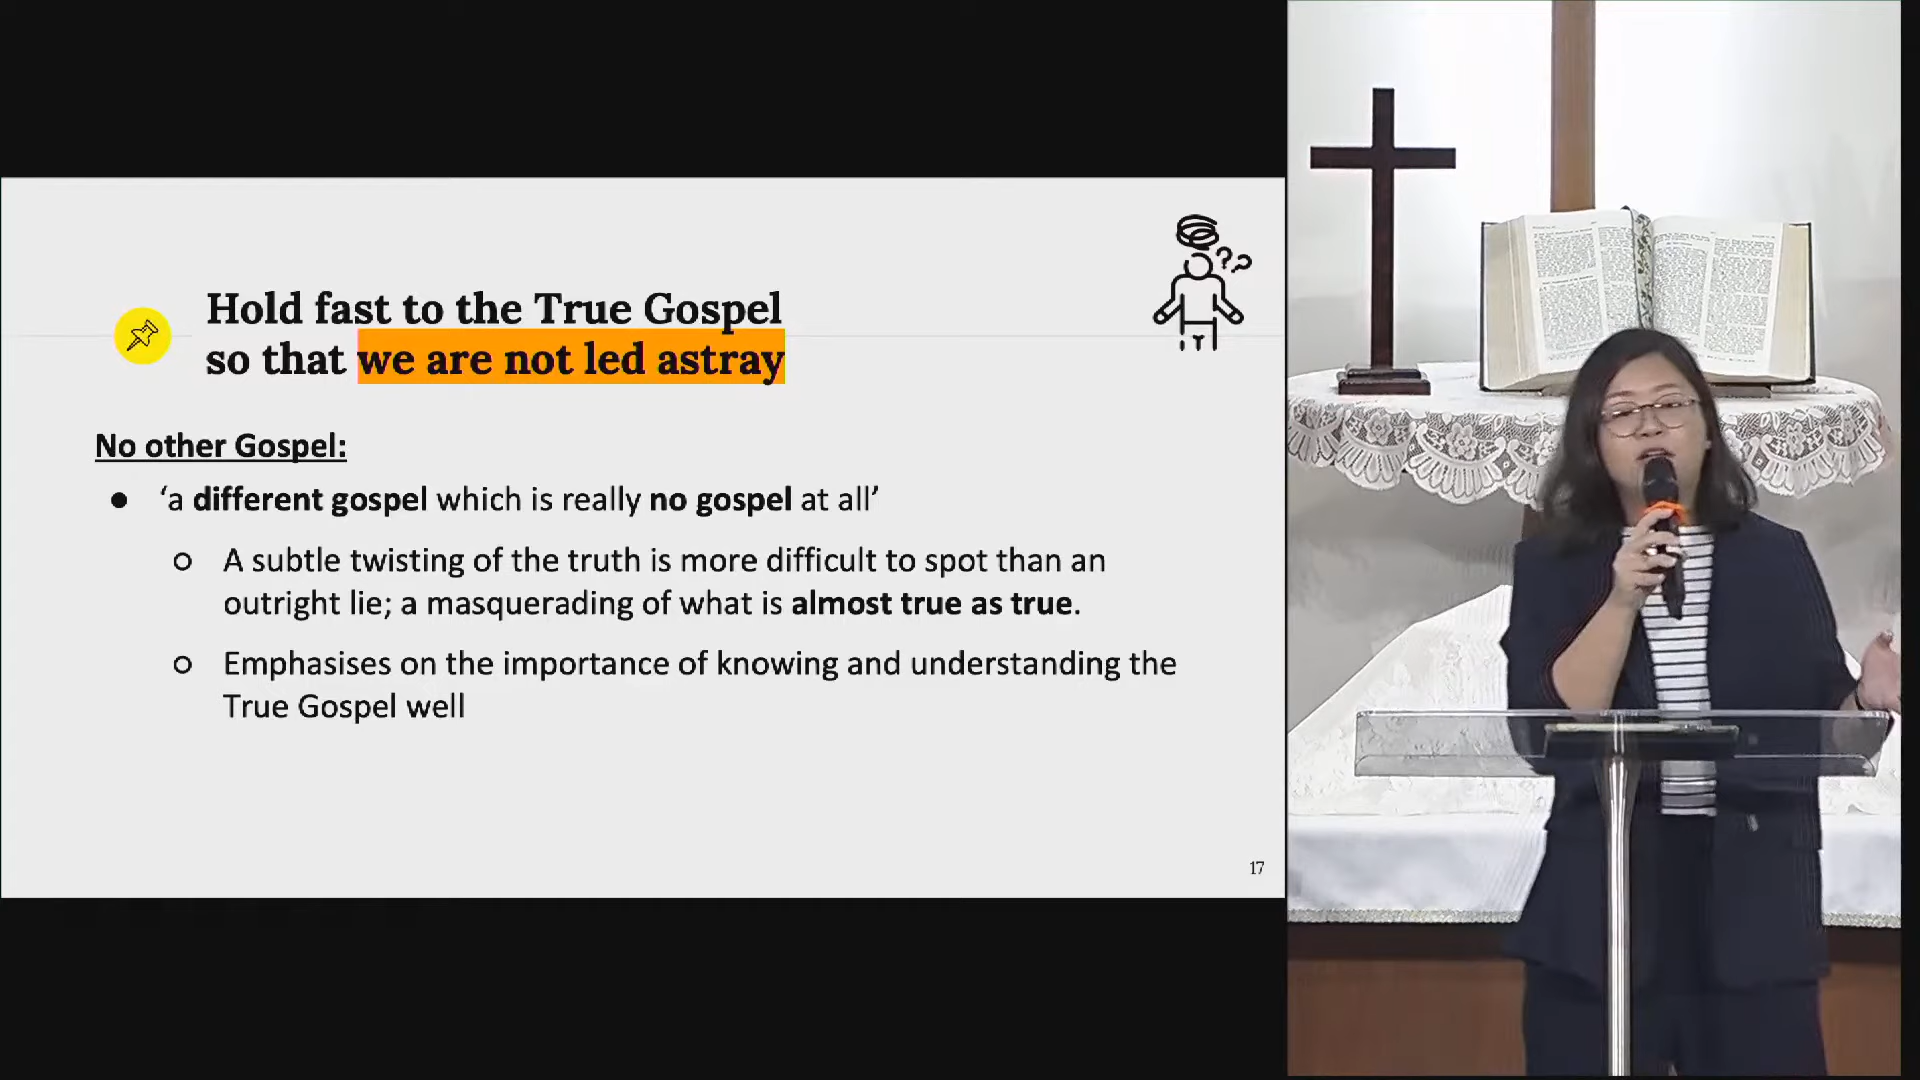 Hold fast to the True Gospel
so that we are not led astray
??
No other Gospel:
● ‘a different gospel which is really no gospel at all’
○ A subtle twisting of the truth is more difficult to spot than an
outright lie; a masquerading of what is almost true as true.
○ Emphasises on the importance of knowing and understanding the
True Gospel well
17